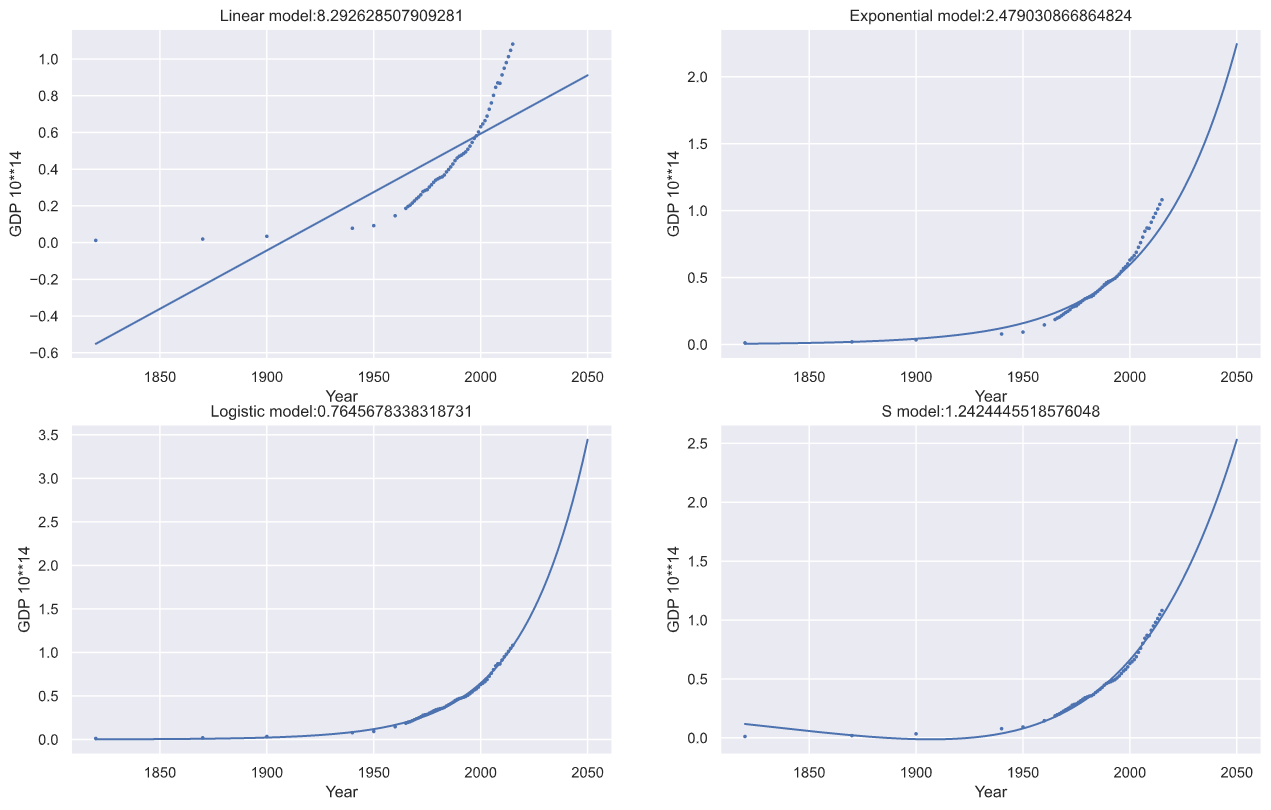 Linear model:8.292628507909281
1.0
0.8
0.6
0.4
0.2
0.0
−0.2
−0.4
−0.6
GDP 10**14
1850 1900 1950 2000 2050
Year
Exponential model:2.479030866864824
2.0
1.5
1.0
0.5
0.0
GDP 10**14
1850 1900 1950 2000 2050
Year
Logistic model:0.7645678338318731
3.5
3.0
2.5
2.0
1.5
1.0
0.5
0.0
GDP 10**14
1850 1900 1950 2000 2050
Year
S model:1.2424445518576048
2.5
2.0
1.5
1.0
0.5
0.0
GDP 10**14
1850 1900 1950 2000 2050
Year